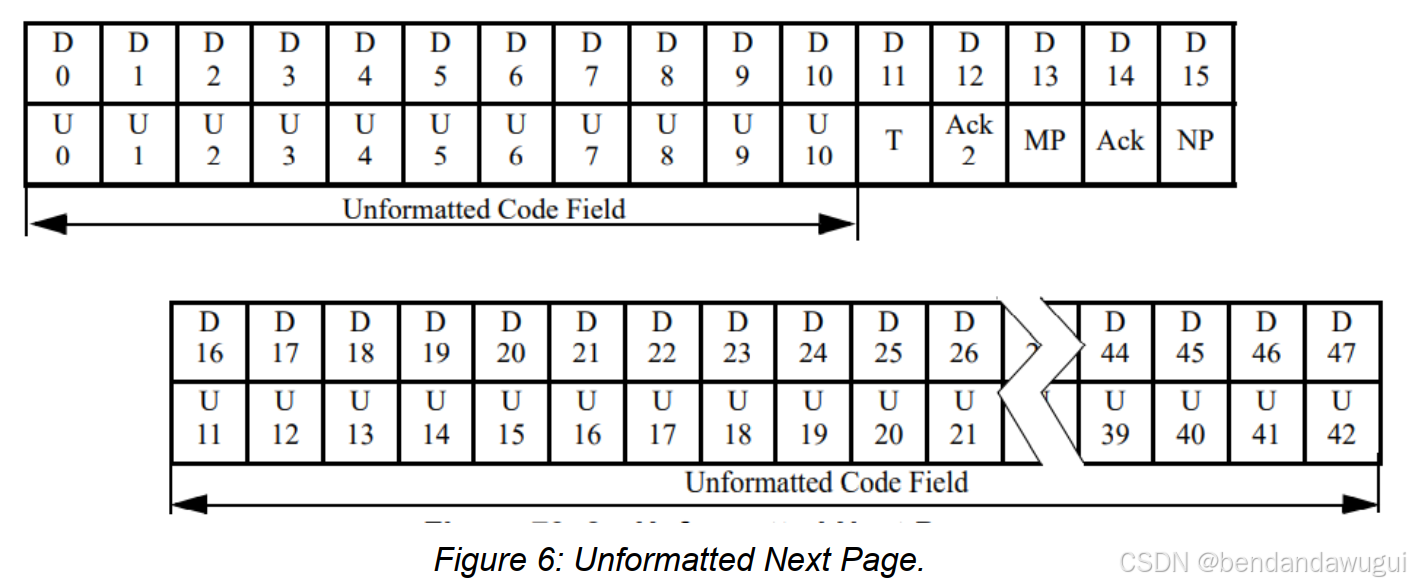 D D D D D D D D D D D D D D D D
0 1 2 3 4 5 6 7 8 9 10 11 12 13 14 15
U U U U U U U U U U U T Ack MP Ack NP
0 1 2 3 4 5 6 7 8 9 10 2
Unformatted Code Field
D D D D D D D D D D D D D D D
16 17 18 19 20 21 22 23 24 25 26 44 45 46 47
U U U U U U U U U U U U U U U
11 12 13 14 15 16 17 18 19 20 21 39 40 41 42
Unformatted Code Field
Figure 6: Unformatted Next Page.
CSDN @bendandawugui